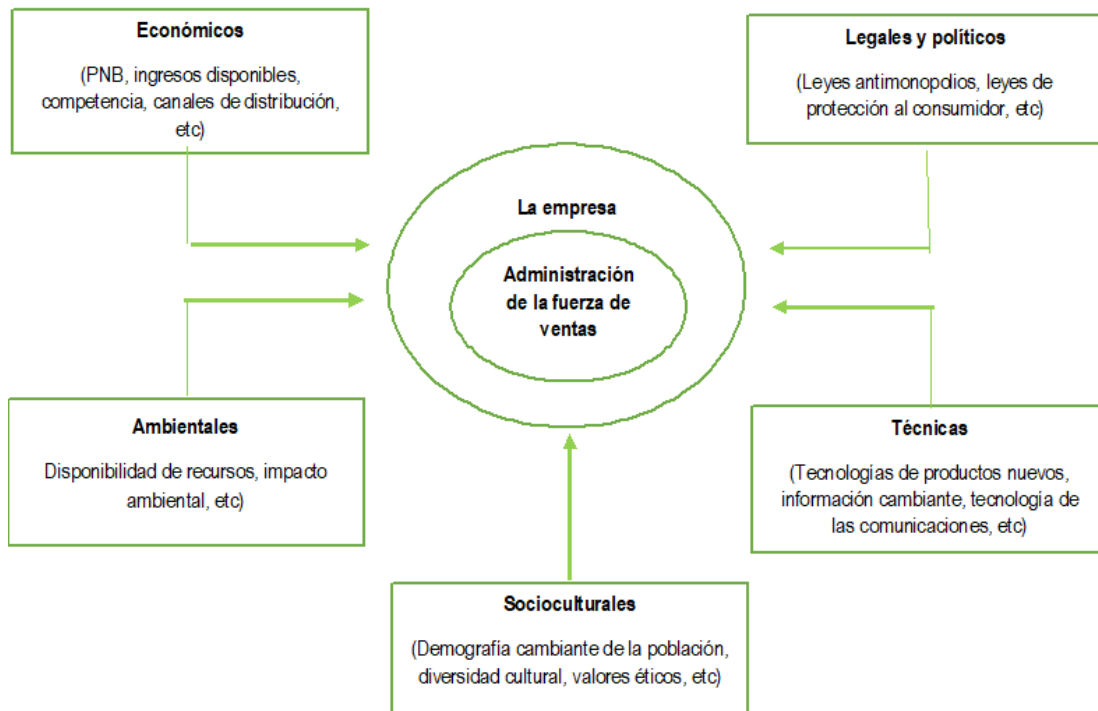 Económicos
(PNB, ingresos disponibles,
competencia, canales de distribución,
etc)
Legales y políticos
(Leyes antimonopolios, leyes de
protección al consumidor, etc)
La empresa
Administración
de la fuerza de
ventas
Ambientales
Disponibilidad de recursos, impacto
ambiental, etc)
Técnicas
(Tecnologías de productos nuevos,
información cambiante, tecnología de
las comunicaciones, etc)
Socioculturales
(Demografía cambiante de la población,
diversidad cultural, valores éticos, etc)